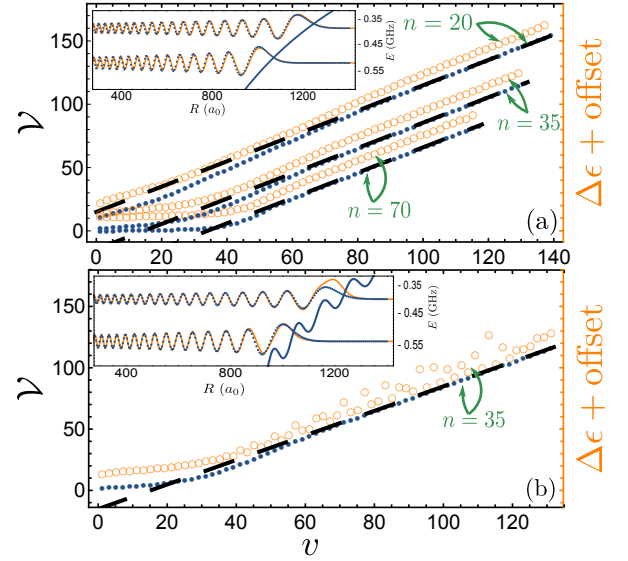 150
100
50
0
𝒱
400
800
1200
R (a₀)
- 0.35
- 0.45
- 0.55
E (GHz)
n = 20
n = 35
n = 70
(a)
Δϵ + offset
0
20
40
60
80
100
120
140
150
100
50
0
𝒱
400
800
1200
R (a₀)
- 0.35
- 0.45
- 0.55
E (GHz)
n = 35
(b)
Δϵ + offset
0
20
40
60
80
100
120
v